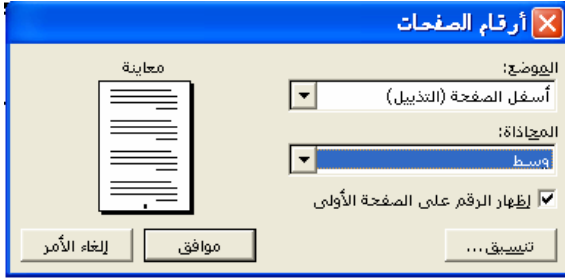 أرقام الصفحات
الموضع:
معاينة
أسفل الصفحة (التذييل)
المحاذاة:
وسط
إظهار الرقم على الصفحة الأولى
تنسيق...
موافق
إلغاء الأمر